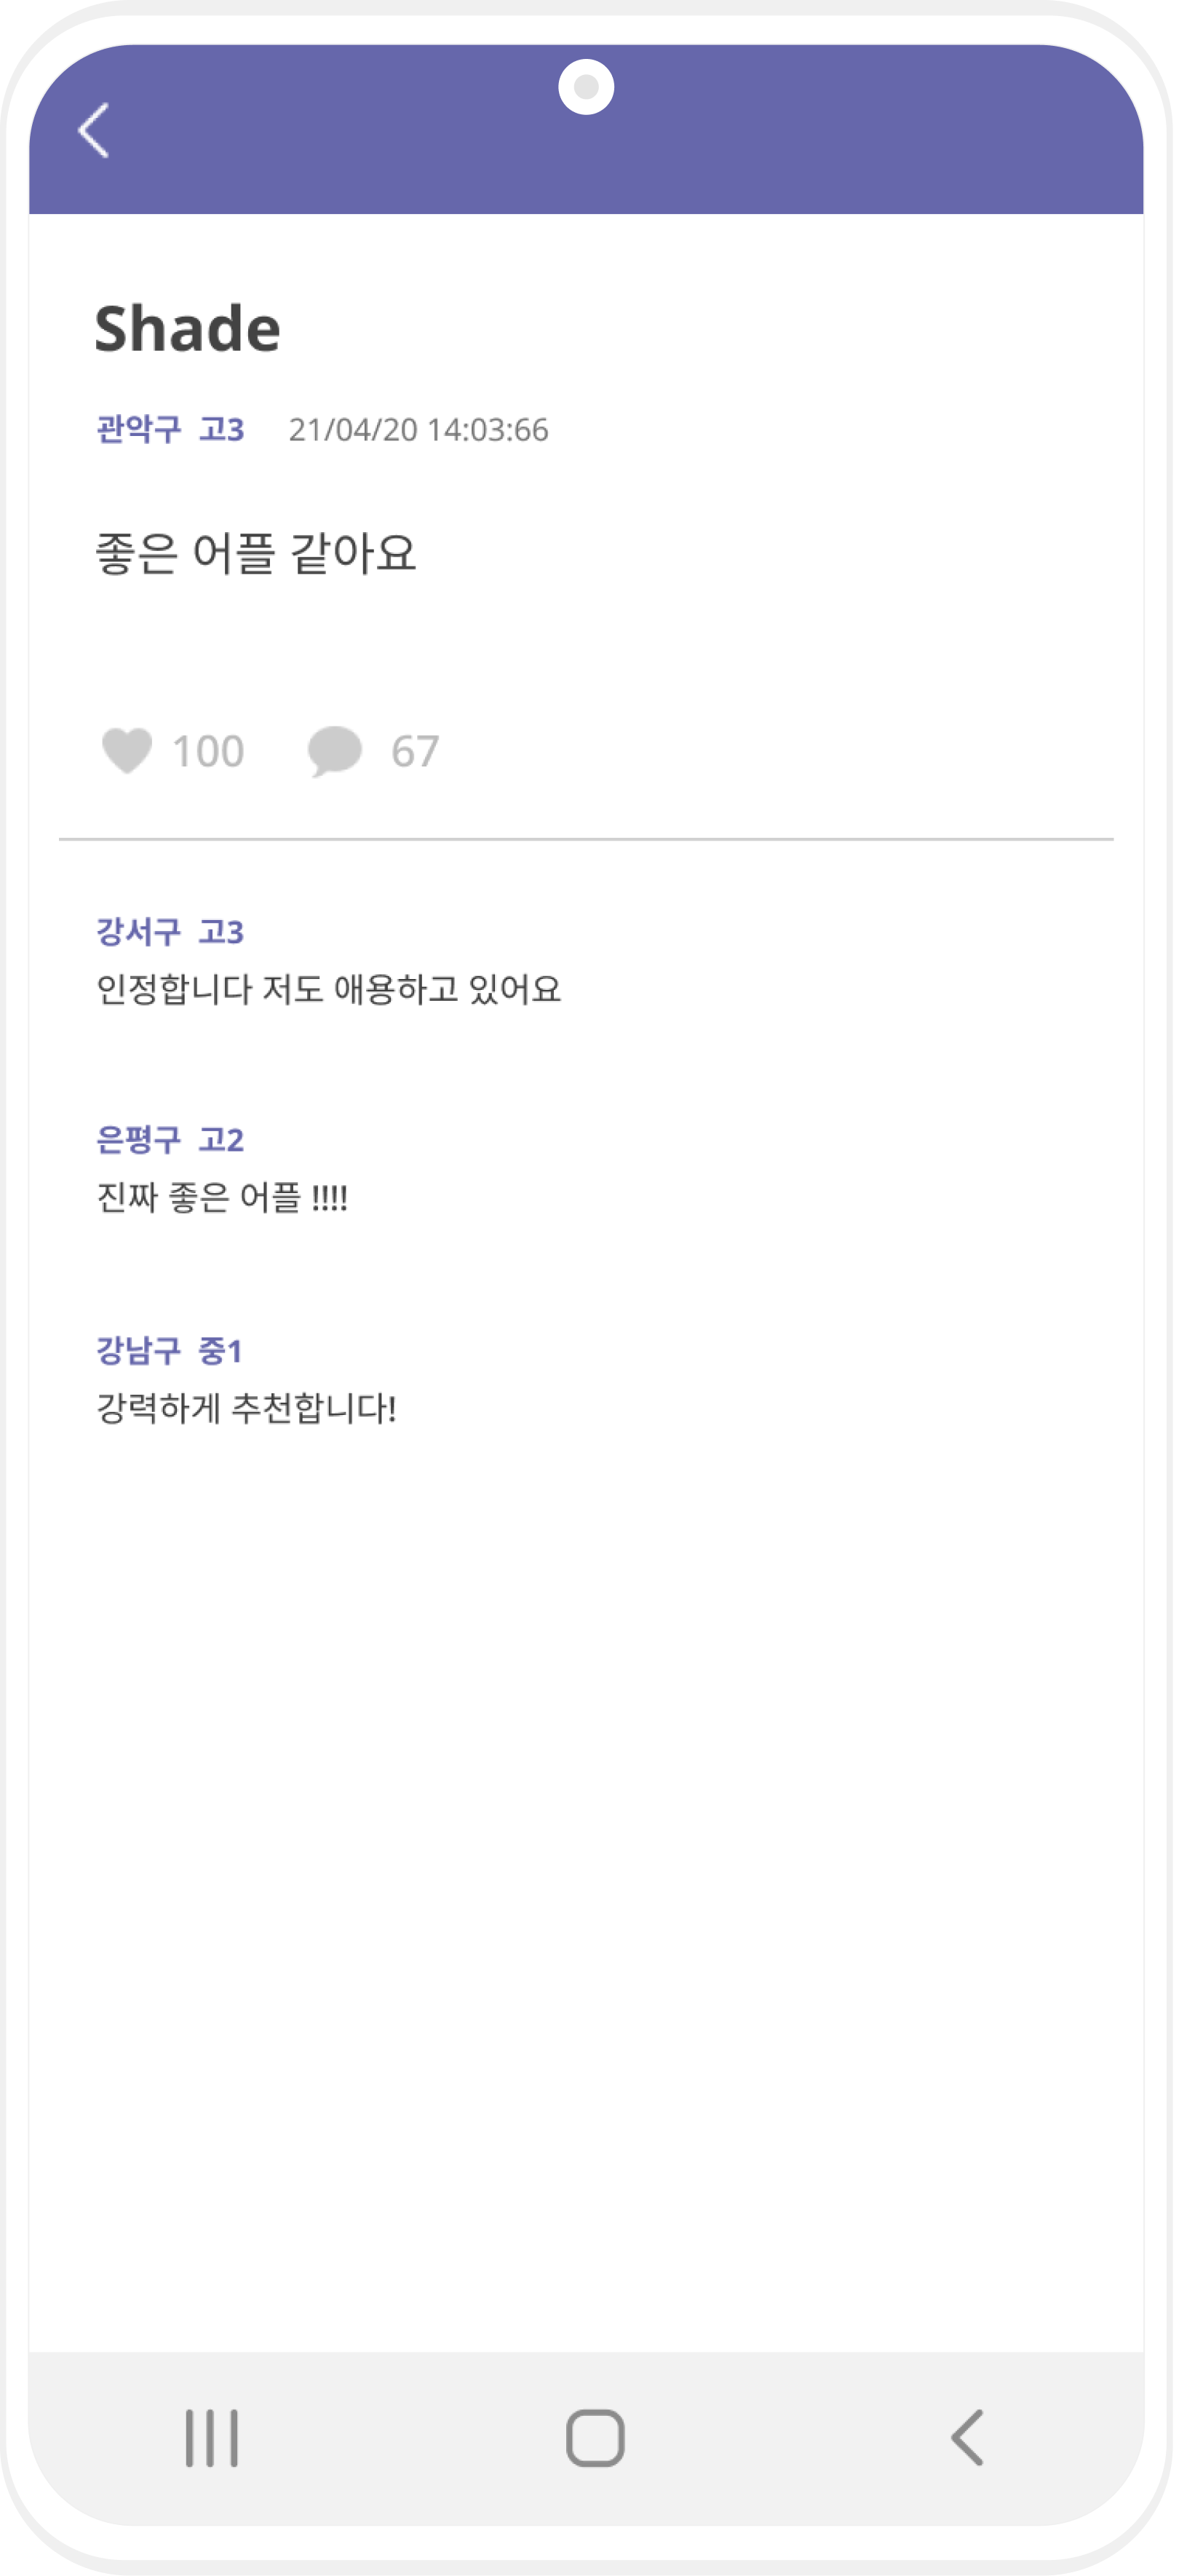 Shade
관악구 고3 21/04/20 14:03:66
좋은 어플 같아요
100 67
강서구 고3
인정합니다 저도 애용하고 있어요
은평구 고2
진짜 좋은 어플 !!!!
강남구 중1
강력하게 추천합니다!